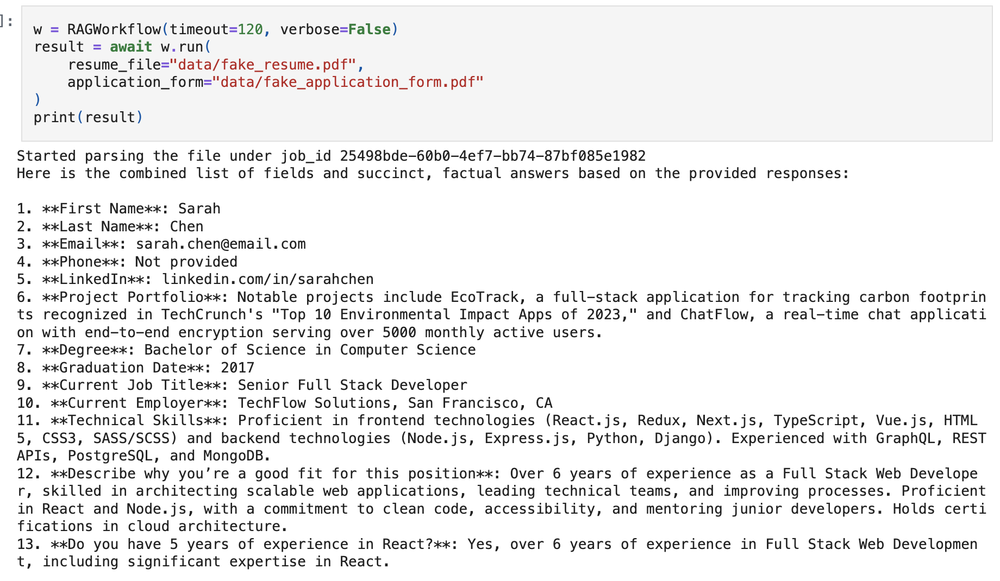 ]:
w = RAGWorkflow(timeout=120, verbose=False)
result = await w.run(
    resume_file="data/fake_resume.pdf",
    application_form="data/fake_application_form.pdf"
)
print(result)
Started parsing the file under job_id 25498bde-60b0-4ef7-bb74-87bf085e1982
Here is the combined list of fields and succinct, factual answers based on the provided responses:

1. **First Name**: Sarah
2. **Last Name**: Chen
3. **Email**: sarah.chen@email.com
4. **Phone**: Not provided
5. **LinkedIn**: linkedin.com/in/sarahchen
6. **Project Portfolio**: Notable projects include EcoTrack, a full-stack application for tracking carbon footprin
ts recognized in TechCrunch's "Top 10 Environmental Impact Apps of 2023," and ChatFlow, a real-time chat applicati
on with end-to-end encryption serving over 5000 monthly active users.
7. **Degree**: Bachelor of Science in Computer Science
8. **Graduation Date**: 2017
9. **Current Job Title**: Senior Full Stack Developer
10. **Current Employer**: TechFlow Solutions, San Francisco, CA
11. **Technical Skills**: Proficient in frontend technologies (React.js, Redux, Next.js, TypeScript, Vue.js, HTML
5, CSS3, SASS/SCSS) and backend technologies (Node.js, Express.js, Python, Django). Experienced with GraphQL, REST
APIs, PostgreSQL, and MongoDB.
12. **Describe why you’re a good fit for this position**: Over 6 years of experience as a Full Stack Web Develope
r, skilled in architecting scalable web applications, leading technical teams, and improving processes. Proficient
in React and Node.js, with a commitment to clean code, accessibility, and mentoring junior developers. Holds certi
fications in cloud architecture.
13. **Do you have 5 years of experience in React?**: Yes, over 6 years of experience in Full Stack Web Developmen
t, including significant expertise in React.